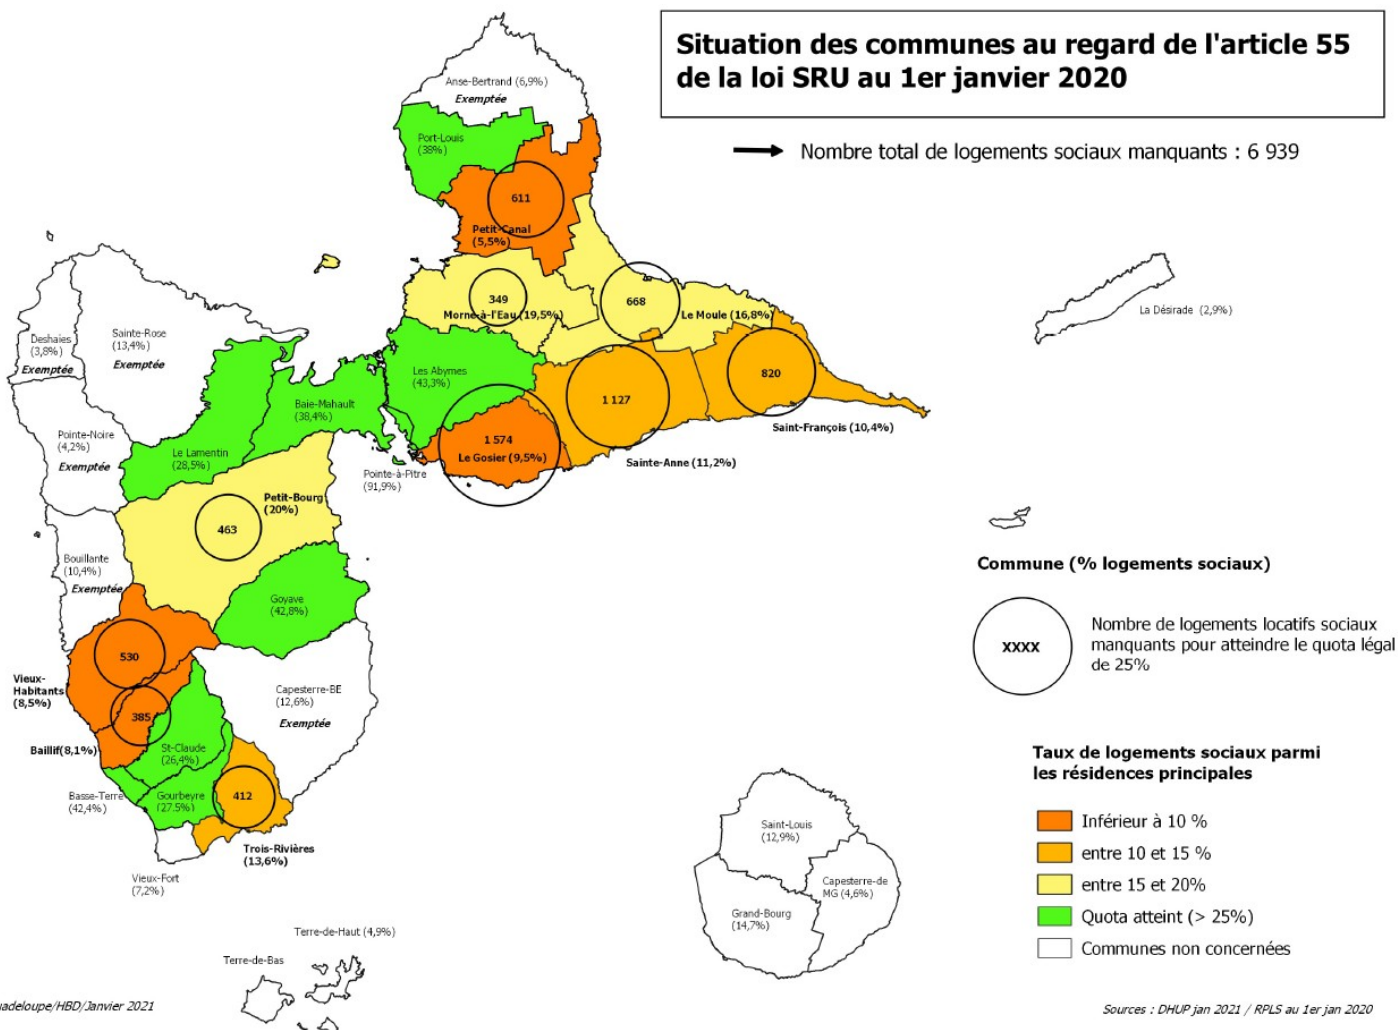 Situation des communes au regard de l'article 55
de la loi SRU au 1er janvier 2020
Nombre total de logements sociaux manquants : 6 939
Anse-Bertrand (6,9%)
Exemptée
Port-Louis
(38%)
611
Petit-Canal
(5,5%)
349
Morne-à-l'Eau (19,5%)
668
Le Moule (16,8%)
La Désirade (2,9%)
Deshaies
(3,8%)
Exemptée
Sainte-Rose
(13,4%)
Exemptée
Les Abymes
(43,3%)
820
Saint-François (10,4%)
1 127
Sainte-Anne (11,2%)
Baie-Mahault
(38,4%)
Pointe-Noire
(4,2%)
Exemptée
Le Lamentin
(28,5%)
1 574
Le Gosier (9,5%)
Pointe-à-Pitre
(91,9%)
Petit-Bourg
(20%)
463
Bouillante
(10,4%)
Exemptée
Goyave
(42,8%)
530
Vieux-
Habitants
(8,5%)
Capesterre-BE
(12,6%)
Exemptée
385
Baillif(8,1%)
St-Claude
(26,4%)
Basse-Terre
(42,4%)
Gourbeyre
(27,5%)
412
Trois-Rivières
(13,6%)
Vieux-Fort
(7,2%)
Terre-de-Haut (4,9%)
Terre-de-Bas
Saint-Louis
(12,9%)
Capesterre-de
MG (4,6%)
Grand-Bourg
(14,7%)
Commune (% logements sociaux)
XXXX
Nombre de logements locatifs sociaux
manquants pour atteindre le quota légal
de 25%
Taux de logements sociaux parmi
les résidences principales
Inférieur à 10 %
entre 10 et 15 %
entre 15 et 20%
Quota atteint (> 25%)
Communes non concernées
uadeloupe/HBD/Janvier 2021
Sources : DHUP jan 2021 / RPLS au 1er jan 2020